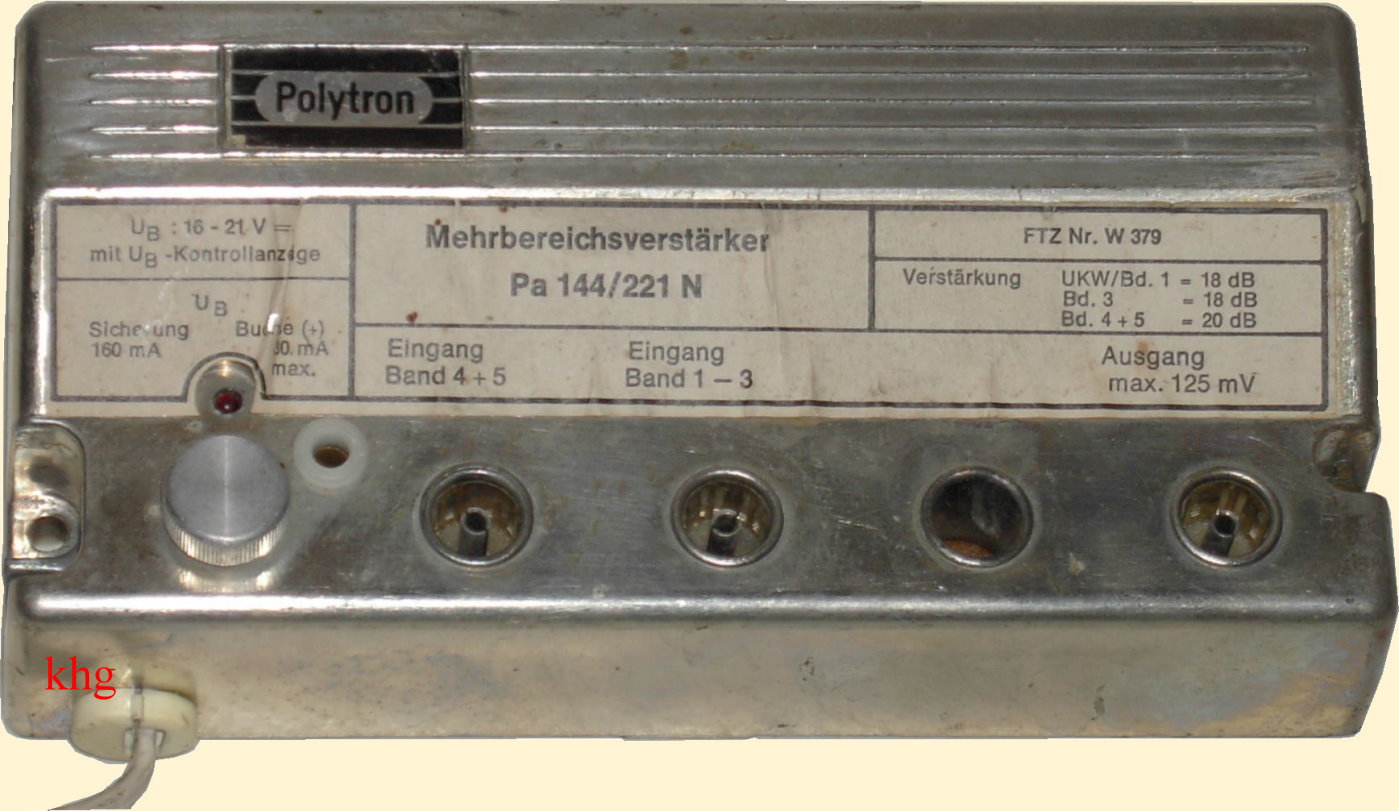 Polytron
UB : 16 - 21 V =
mit UB -Kontrollanzeige
UB
Sicherung Buchse (+)
160 mA mA
max.
Mehrbereichsverstärker
Pa 144/221 N
FTZ Nr. W 379
Verstärkung UKW/Bd. 1 = 18 dB
Bd. 3 = 18 dB
Bd. 4 + 5 = 20 dB
Eingang
Band 4 + 5
Eingang
Band 1 – 3
Ausgang
max. 125 mV
khg